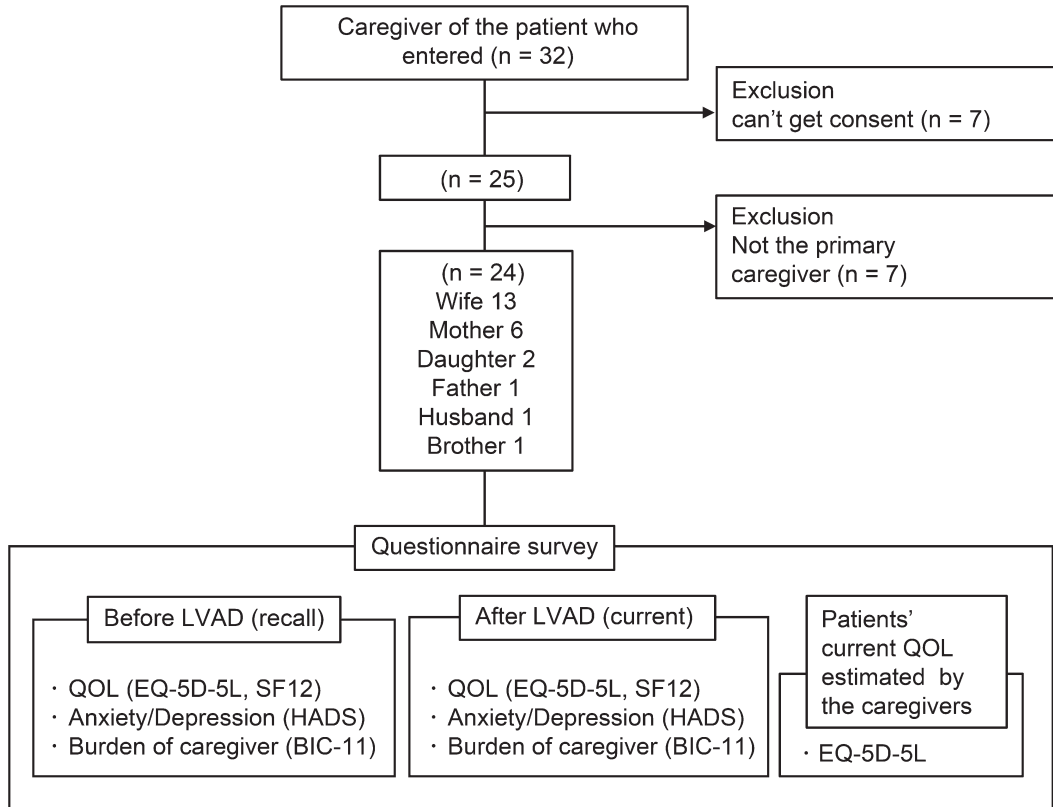 Caregiver of the patient who
entered (n = 32)
Exclusion
can't get consent (n = 7)
(n = 25)
Exclusion
Not the primary
caregiver (n = 7)
(n = 24)
Wife 13
Mother 6
Daughter 2
Father 1
Husband 1
Brother 1
Questionnaire survey
Before LVAD (recall)
・QOL (EQ-5D-5L, SF12)
・Anxiety/Depression (HADS)
・Burden of caregiver (BIC-11)
After LVAD (current)
・QOL (EQ-5D-5L, SF12)
・Anxiety/Depression (HADS)
・Burden of caregiver (BIC-11)
Patients'
current QOL
estimated by
the caregivers
・EQ-5D-5L